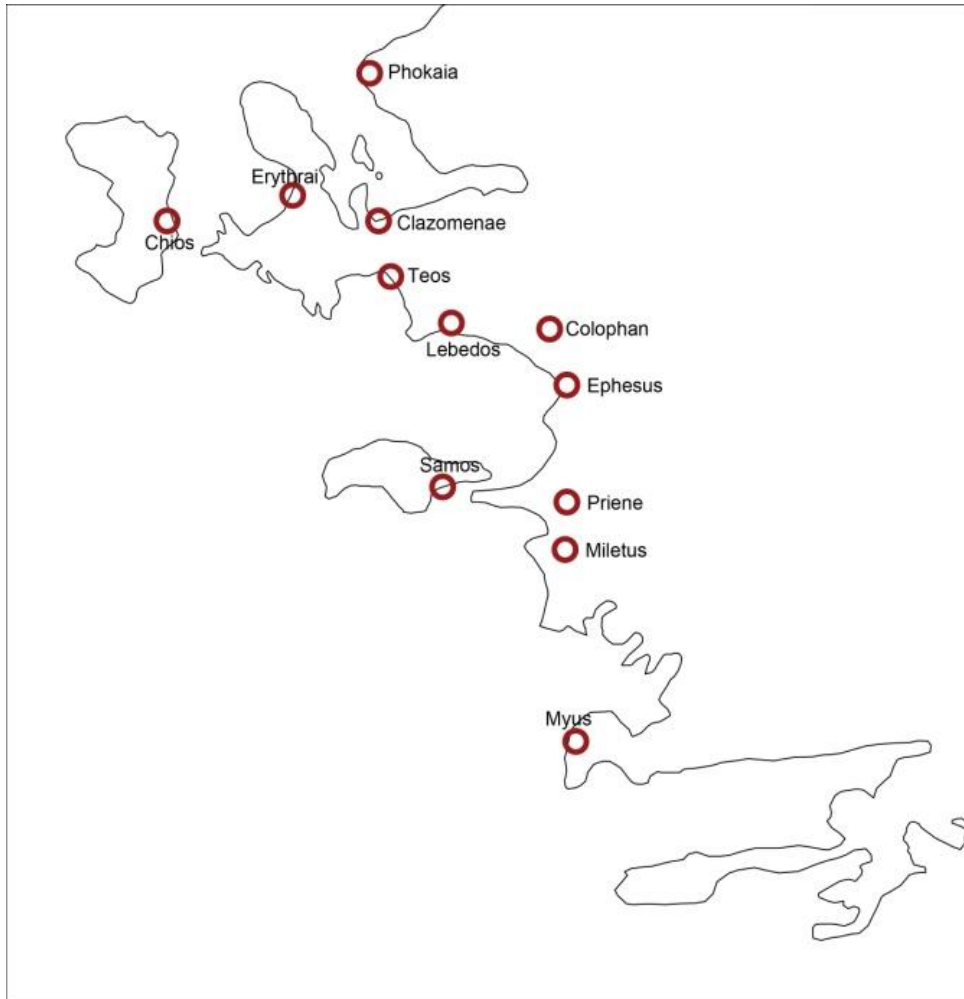 Phokaia
Erythrai
Chios
Clazomenae
Teos
Lebedos
Colophan
Ephesus
Samos
Priene
Miletus
Myus